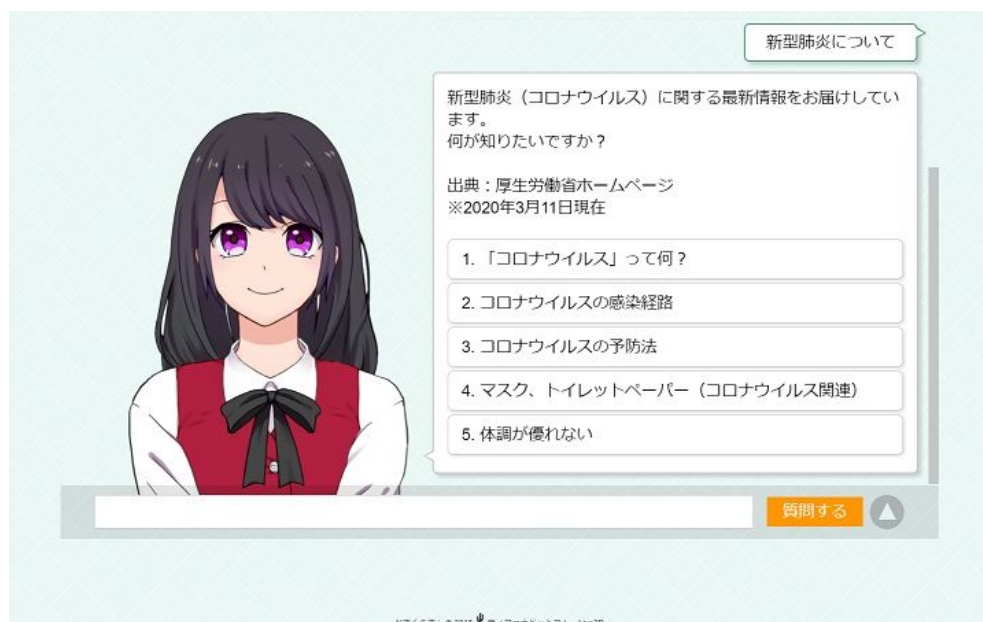 新型肺炎について
新型肺炎（コロナウイルス）に関する最新情報をお届けしてい
ます。
何が知りたいですか？
出典：厚生労働省ホームページ
※2020年3月11日現在
1. 「コロナウイルス」って何？
2. コロナウイルスの感染経路
3. コロナウイルスの予防法
4. マスク、トイレットペーパー（コロナウイルス関連）
5. 体調が優れない
質問する